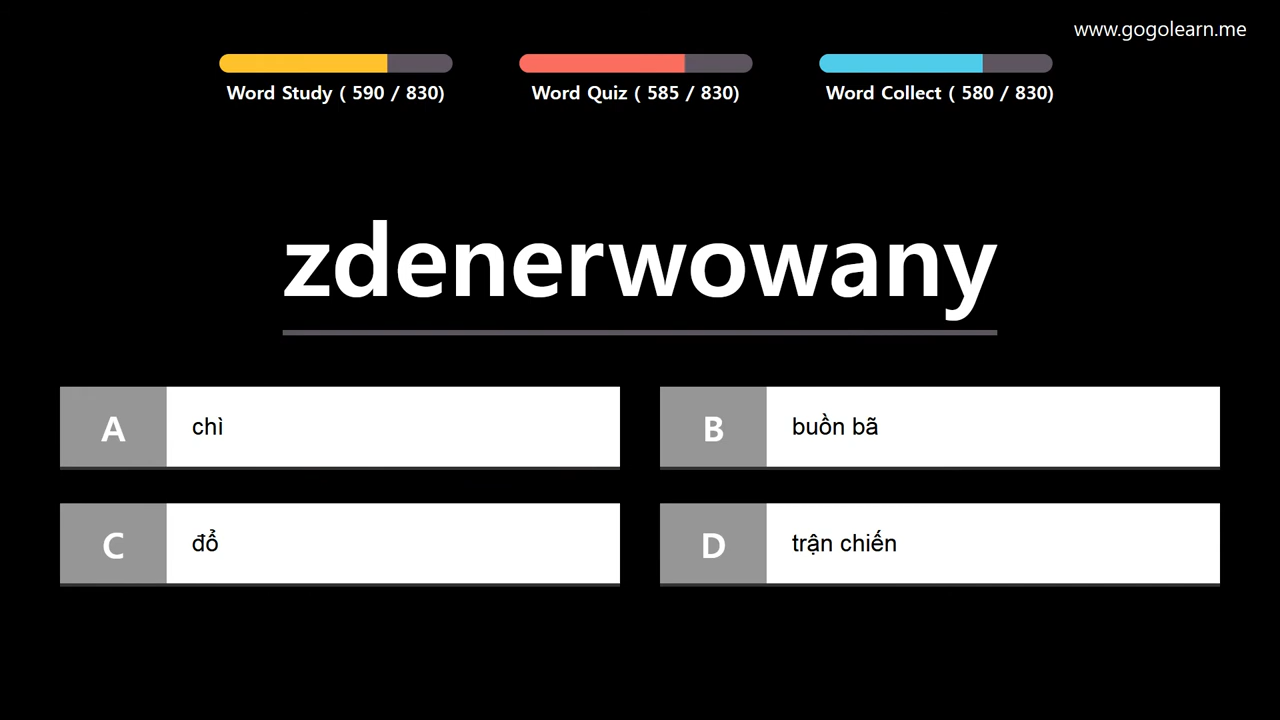 www.gogolearn.me
Word Study ( 590 / 830)
Word Quiz ( 585 / 830)
Word Collect ( 580 / 830)
zdenerwowany
A chì
B buồn bã
C đổ
D trận chiến